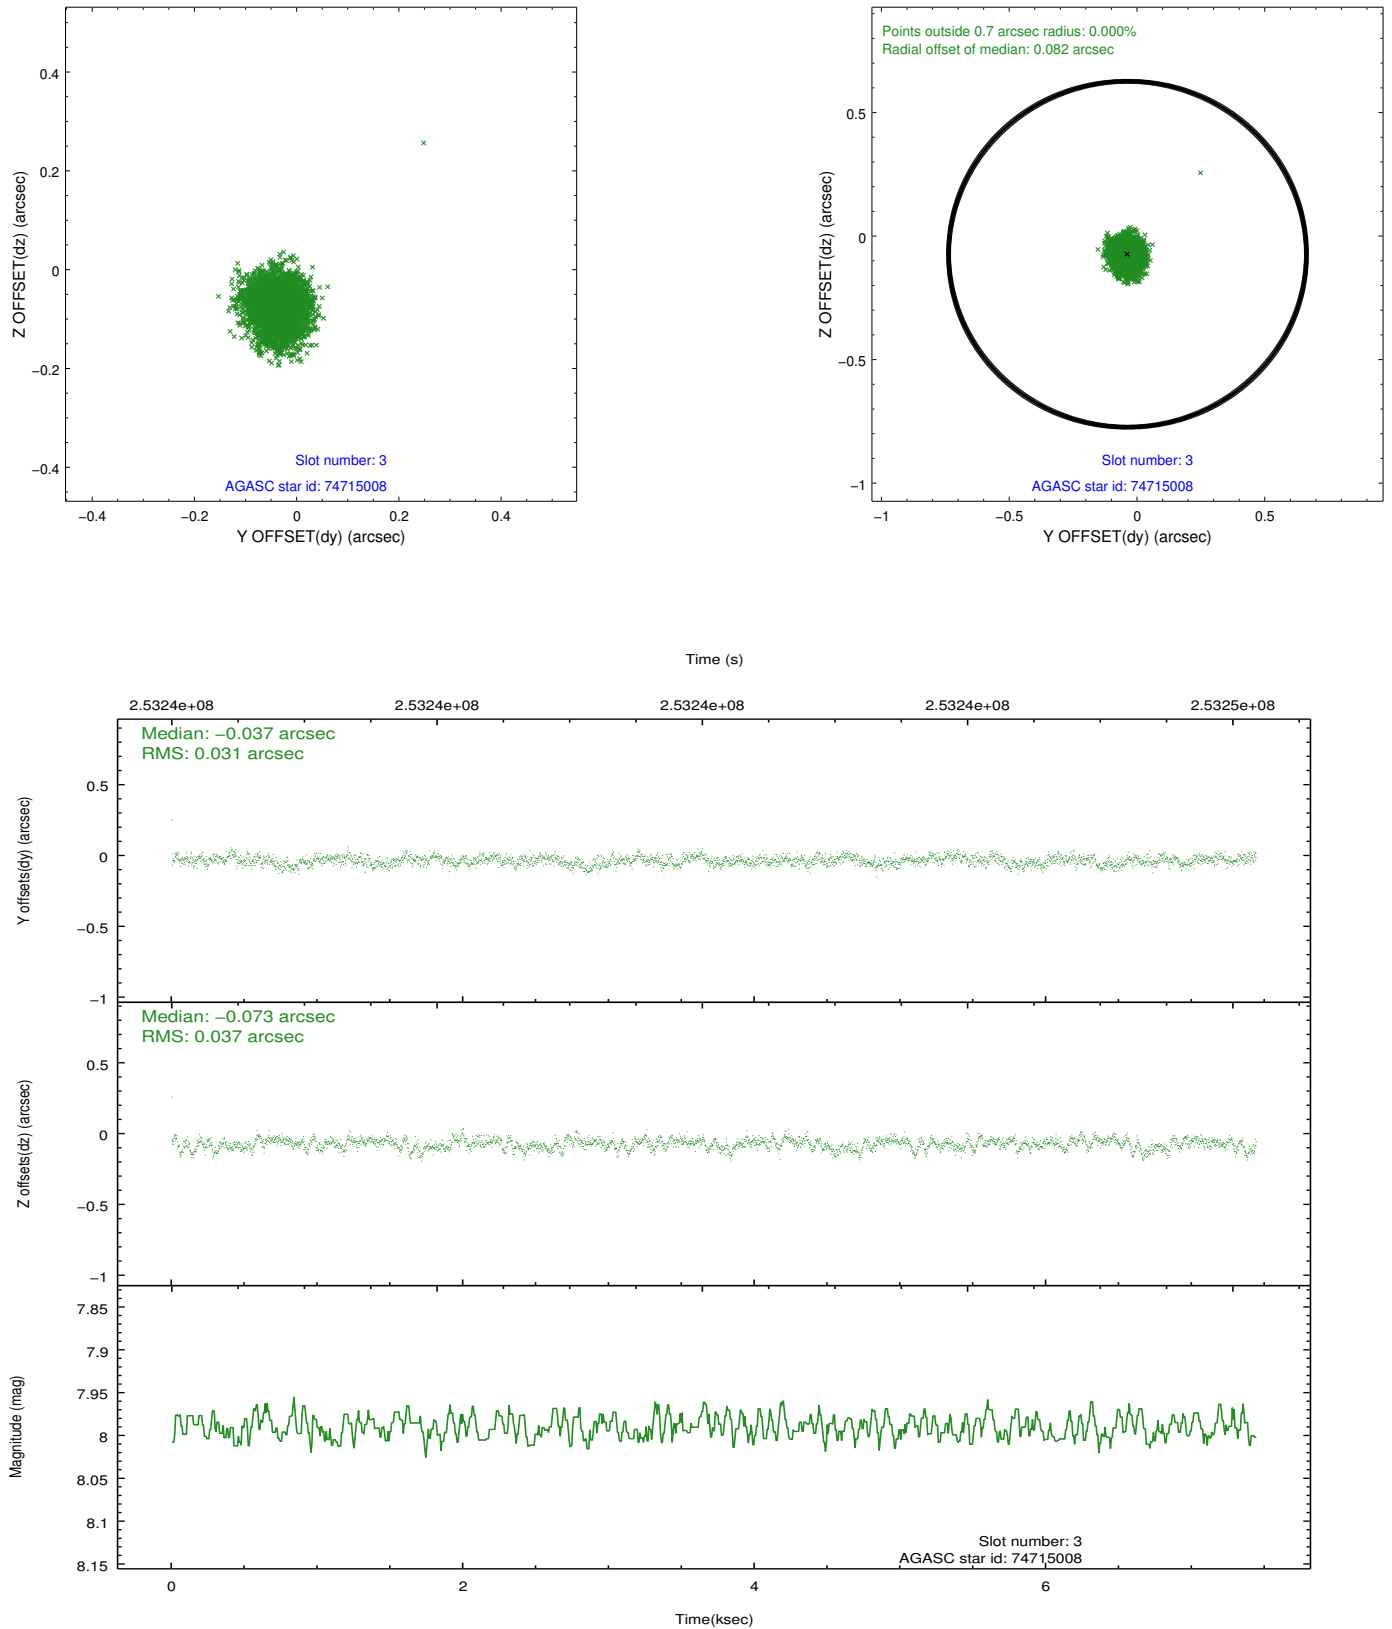 0.4
0.2
0
−0.2
−0.4
Z OFFSET(dz) (arcsec)
Slot number: 3
AGASC star id: 74715008
−0.4
−0.2
0
0.2
0.4
Y OFFSET(dy) (arcsec)
Points outside 0.7 arcsec radius: 0.000%
Radial offset of median: 0.082 arcsec
0.5
0
−0.5
−1
Z OFFSET(dz) (arcsec)
Slot number: 3
AGASC star id: 74715008
−1
−0.5
0
0.5
Y OFFSET(dy) (arcsec)
Time (s)
2.5324e+08
2.5324e+08
2.5324e+08
2.5324e+08
2.5325e+08
Median: −0.037 arcsec
RMS: 0.031 arcsec
0.5
0
−0.5
−1
Y offsets(dy) (arcsec)
Median: −0.073 arcsec
RMS: 0.037 arcsec
0.5
0
−0.5
−1
Z offsets(dz) (arcsec)
7.85
7.9
7.95
8
8.05
8.1
8.15
Magnitude (mag)
Slot number: 3
AGASC star id: 74715008
0
2
4
6
Time(ksec)